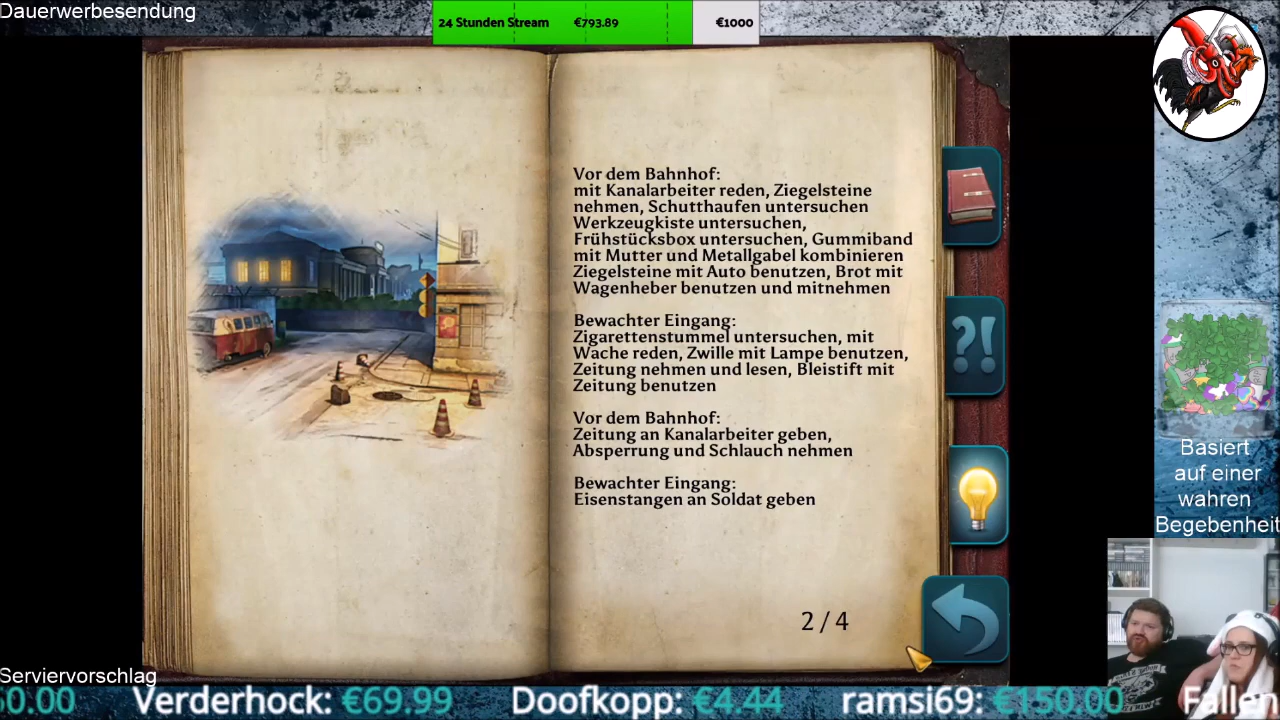 Dauerwerbesendung
24 Stunden Stream €793.89 €1000
Vor dem Bahnhof:
mit Kanalarbeiter reden, Ziegelsteine
nehmen, Schutthaufen untersuchen
Werkzeugkiste untersuchen,
Frühstücksbox untersuchen, Gummiband
mit Mutter und Metallgabel kombinieren
Ziegelsteine mit Auto benutzen, Brot mit
Wagenheber benutzen und mitnehmen
Bewachter Eingang:
Zigarettenstummel untersuchen, mit
Wache reden, Zwille mit Lampe benutzen,
Zeitung nehmen und lesen, Bleistift mit
Zeitung benutzen
Vor dem Bahnhof:
Zeitung an Kanalarbeiter geben,
Absperrung und Schlauch nehmen
Bewachter Eingang:
Eisenstangen an Soldat geben
2 / 4
?!
Basiert
auf einer
wahren
Begebenheit
Serviervorschlag
0.00 Verderhock: €69.99 Doofkopp: €4.44 ramsi69: €150.00 Fallen